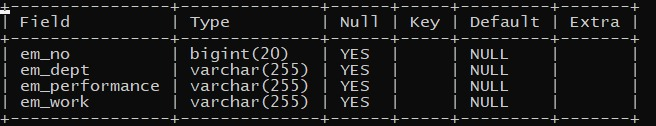 +----------------+--------------+------+-----+---------+-------+
| Field          | Type         | Null | Key | Default | Extra |
+----------------+--------------+------+-----+---------+-------+
| em_no          | bigint(20)   | YES  |     | NULL    |       |
| em_dept        | varchar(255) | YES  |     | NULL    |       |
| em_performance | varchar(255) | YES  |     | NULL    |       |
| em_work        | varchar(255) | YES  |     | NULL    |       |
+----------------+--------------+------+-----+---------+-------+